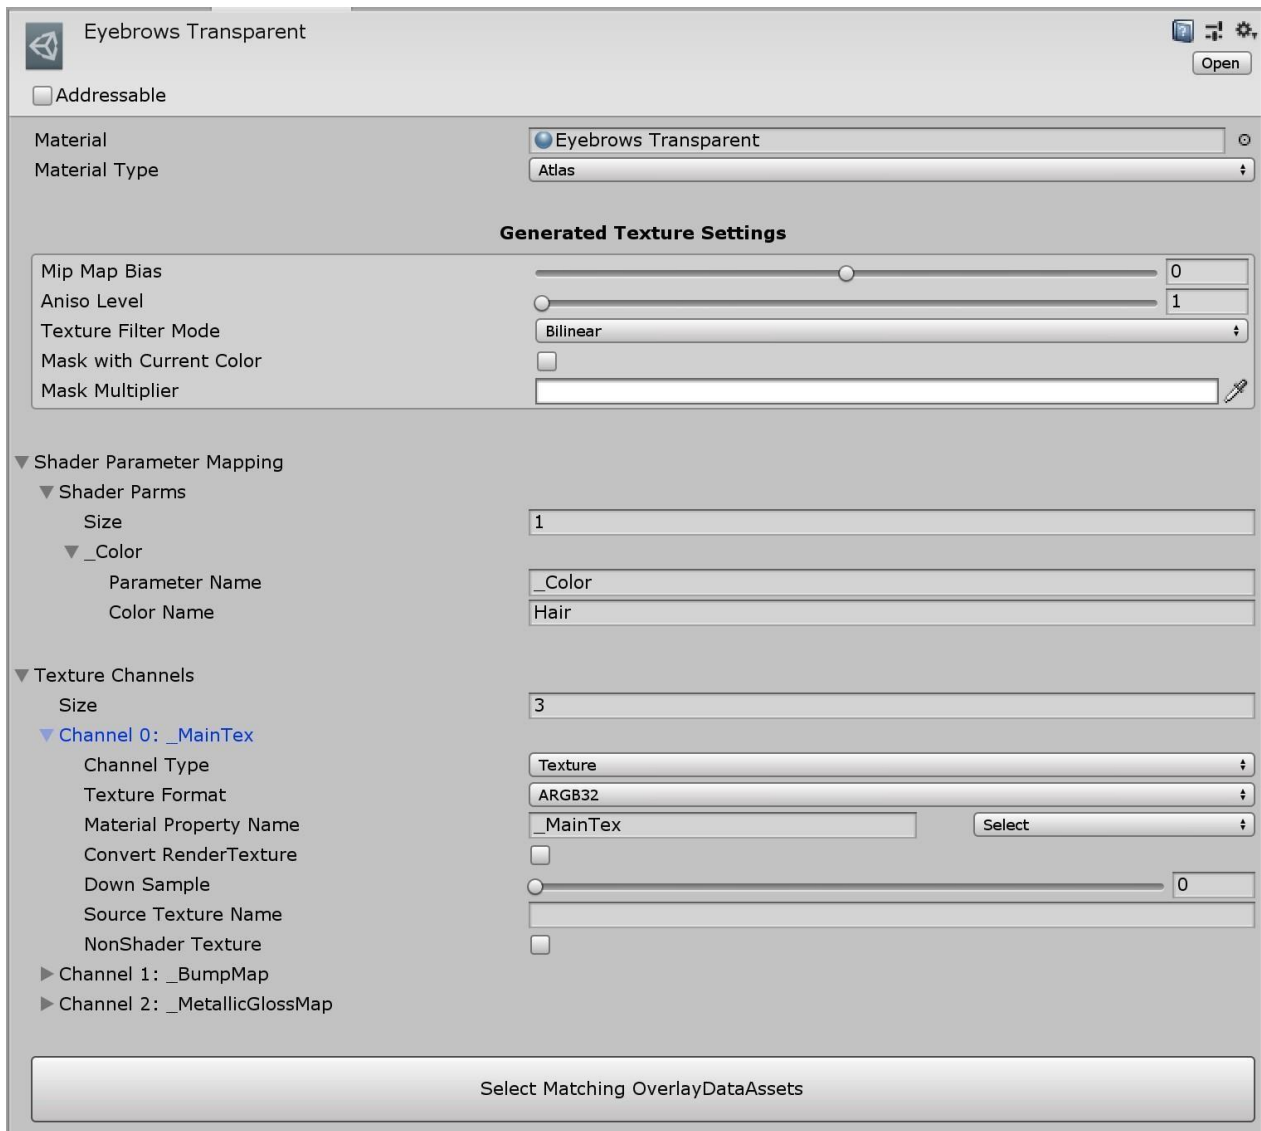 Eyebrows Transparent
Open
Addressable
Material Eyebrows Transparent
Material Type Atlas
Generated Texture Settings
Mip Map Bias 0
Aniso Level 1
Texture Filter Mode Bilinear
Mask with Current Color
Mask Multiplier
Shader Parameter Mapping
Shader Parms
Size 1
_Color
Parameter Name _Color
Color Name Hair
Texture Channels
Size 3
Channel 0: _MainTex
Channel Type Texture
Texture Format ARGB32
Material Property Name _MainTex Select
Convert RenderTexture
Down Sample 0
Source Texture Name
NonShader Texture
Channel 1: _BumpMap
Channel 2: _MetallicGlossMap
Select Matching OverlayDataAssets